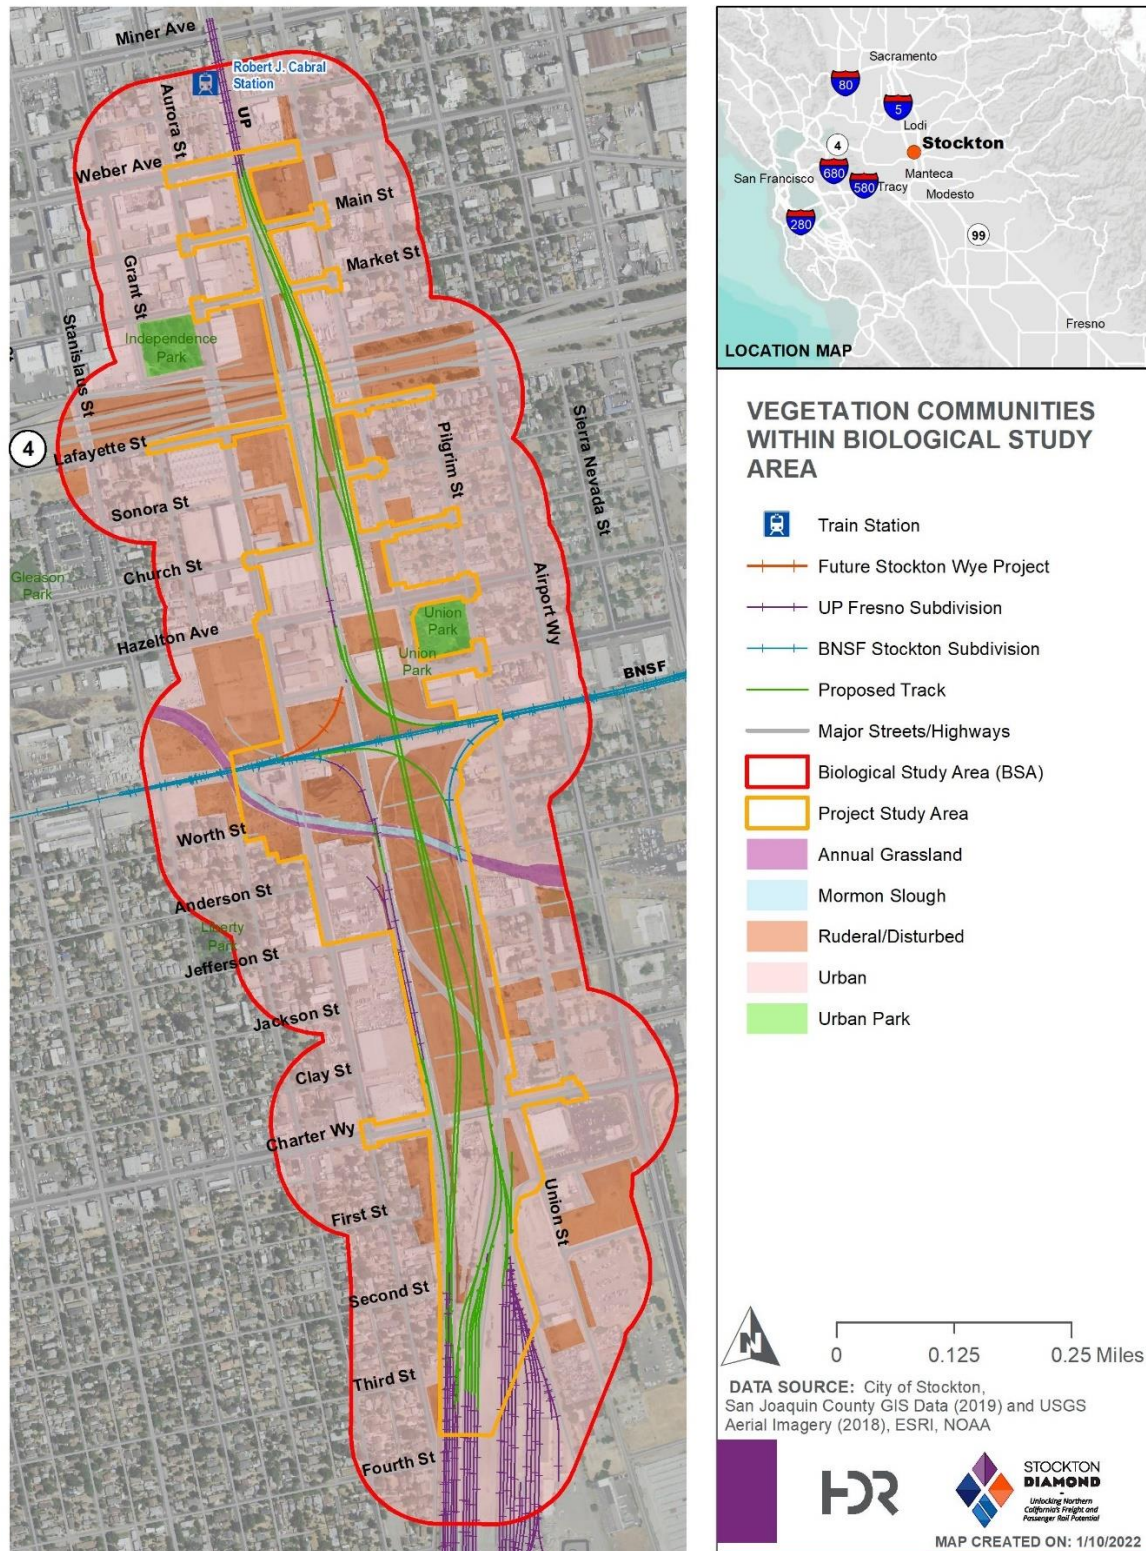 Miner Ave
Robert J. Cabral
Station
Aurora St
UP
Weber Ave
Main St
Market St
Grant St
Stanislaus St
Independence
Park
4
Lafayette St
Pilgrim St
Sierra Nevada St
Sonora St
Church St
Gleason
Park
Airport Wy
Hazelton Ave
Union
Park
Union
Park
BNSF
Worth St
Anderson St
Liberty
Park
Jefferson St
Jackson St
Clay St
Charter Wy
First St
Union St
Second St
Third St
Fourth St
Sacramento
80
5
Lodi
4
Stockton
San Francisco
680
580
Manteca
Tracy
Modesto
280
99
Fresno
LOCATION MAP
VEGETATION COMMUNITIES
WITHIN BIOLOGICAL STUDY
AREA
Train Station
Future Stockton Wye Project
UP Fresno Subdivision
BNSF Stockton Subdivision
Proposed Track
Major Streets/Highways
Biological Study Area (BSA)
Project Study Area
Annual Grassland
Mormon Slough
Ruderal/Disturbed
Urban
Urban Park
N
0 0.125 0.25 Miles
DATA SOURCE: City of Stockton,
San Joaquin County GIS Data (2019) and USGS
Aerial Imagery (2018), ESRI, NOAA
HDR
STOCKTON
DIAMOND
Unlocking Northern
California's Freight and
Passenger Rail Potential
MAP CREATED ON: 1/10/2022